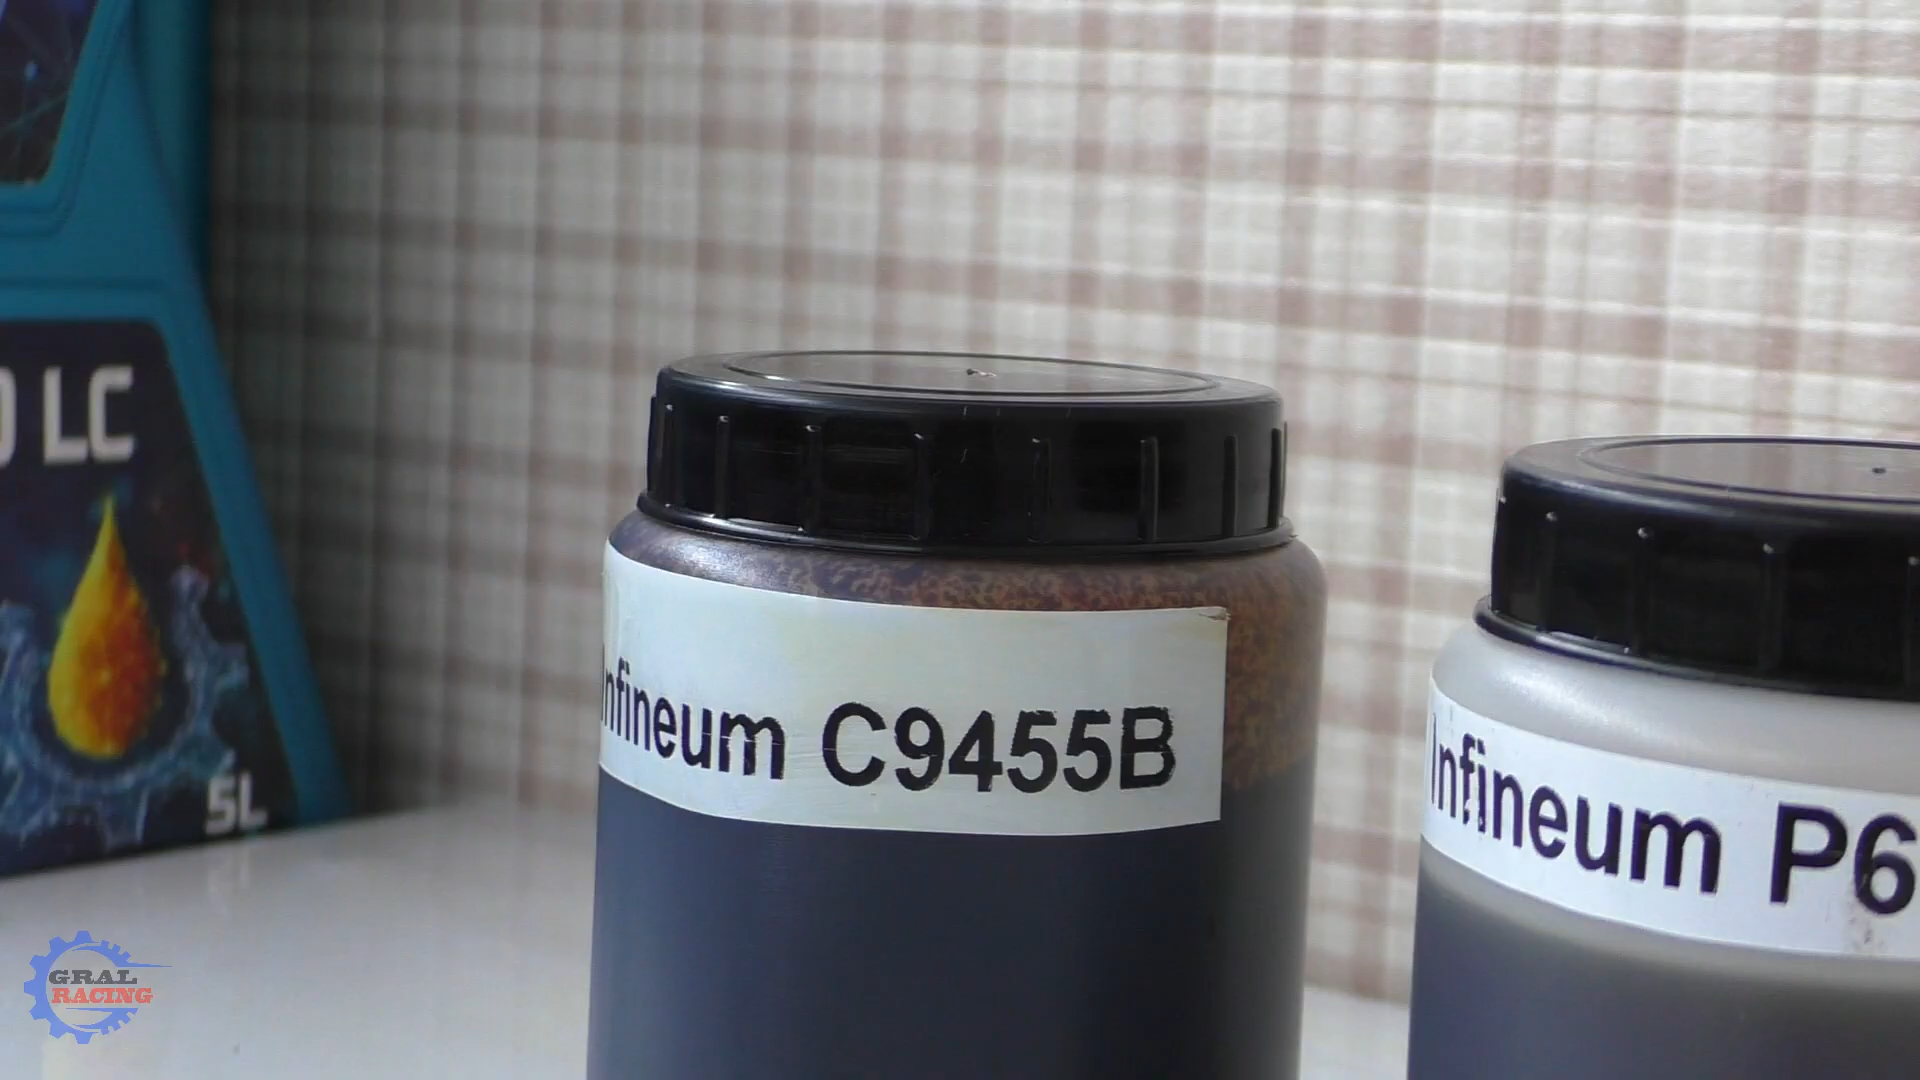 LC
5L
Infineum C9455B
Infineum P6
GRAL
RACING